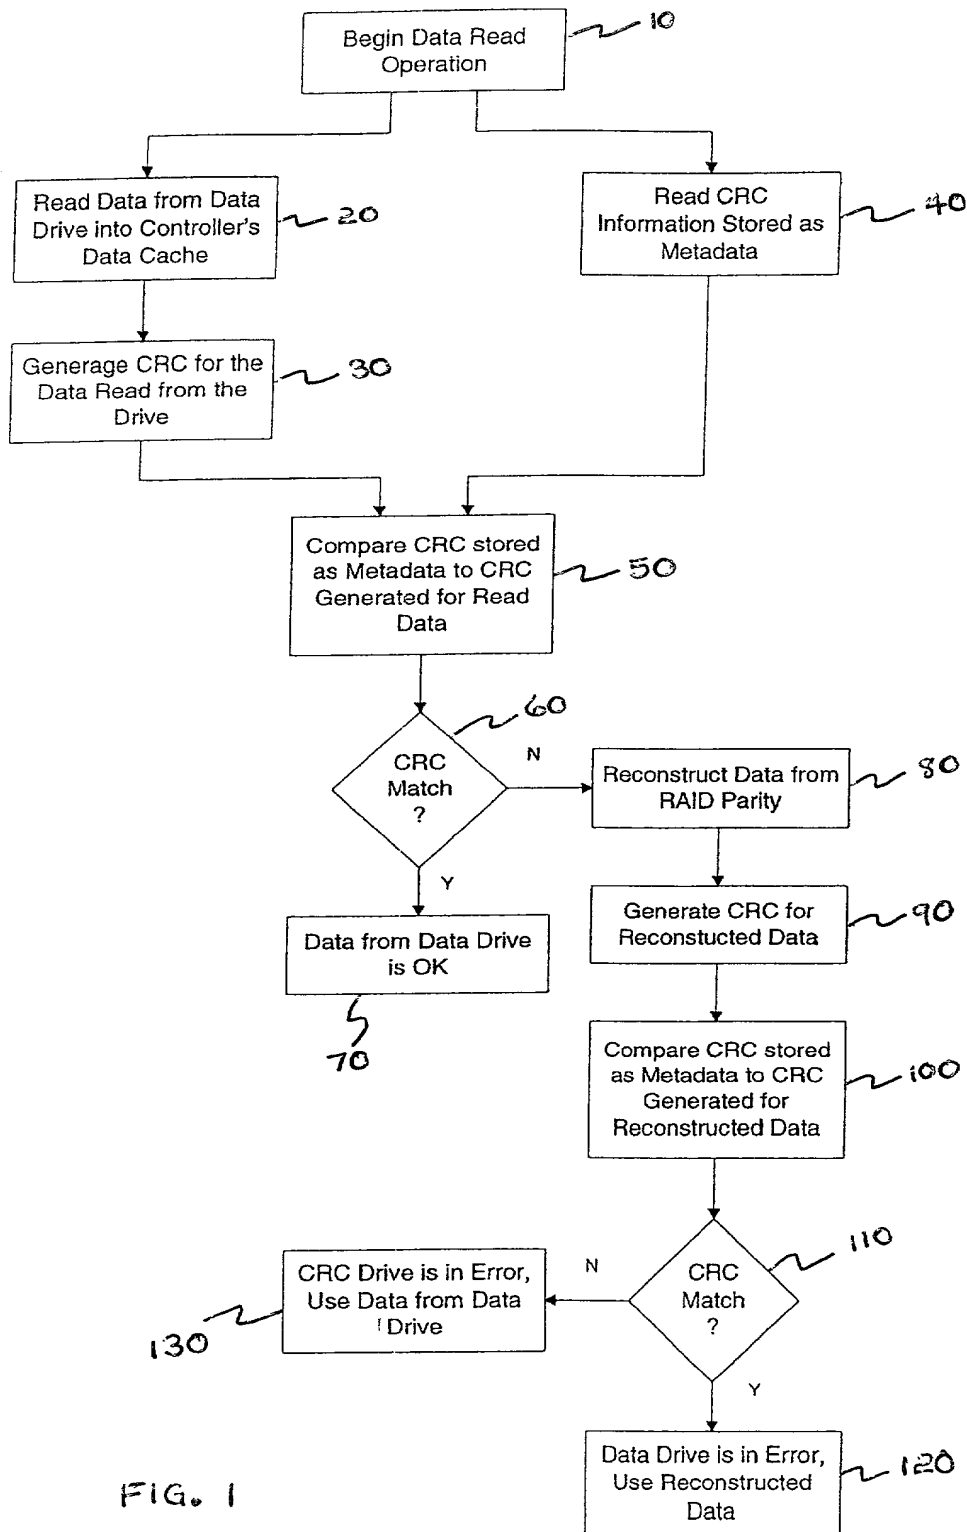 Begin Data Read
Operation
10
Read Data from Data
Drive into Controller's
Data Cache
20
Read CRC
Information Stored as
Metadata
40
Generage CRC for the
Data Read from the
Drive
30
Compare CRC stored
as Metadata to CRC
Generated for Read
Data
50
CRC
Match
?
60
N
Y
Reconstruct Data from
RAID Parity
80
Data from Data Drive
is OK
70
Generate CRC for
Reconstucted Data
90
Compare CRC stored
as Metadata to CRC
Generated for
Reconstructed Data
100
CRC
Match
?
110
N
Y
CRC Drive is in Error,
Use Data from Data
Drive
130
Data Drive is in Error,
Use Reconstructed
Data
120
FIG. 1